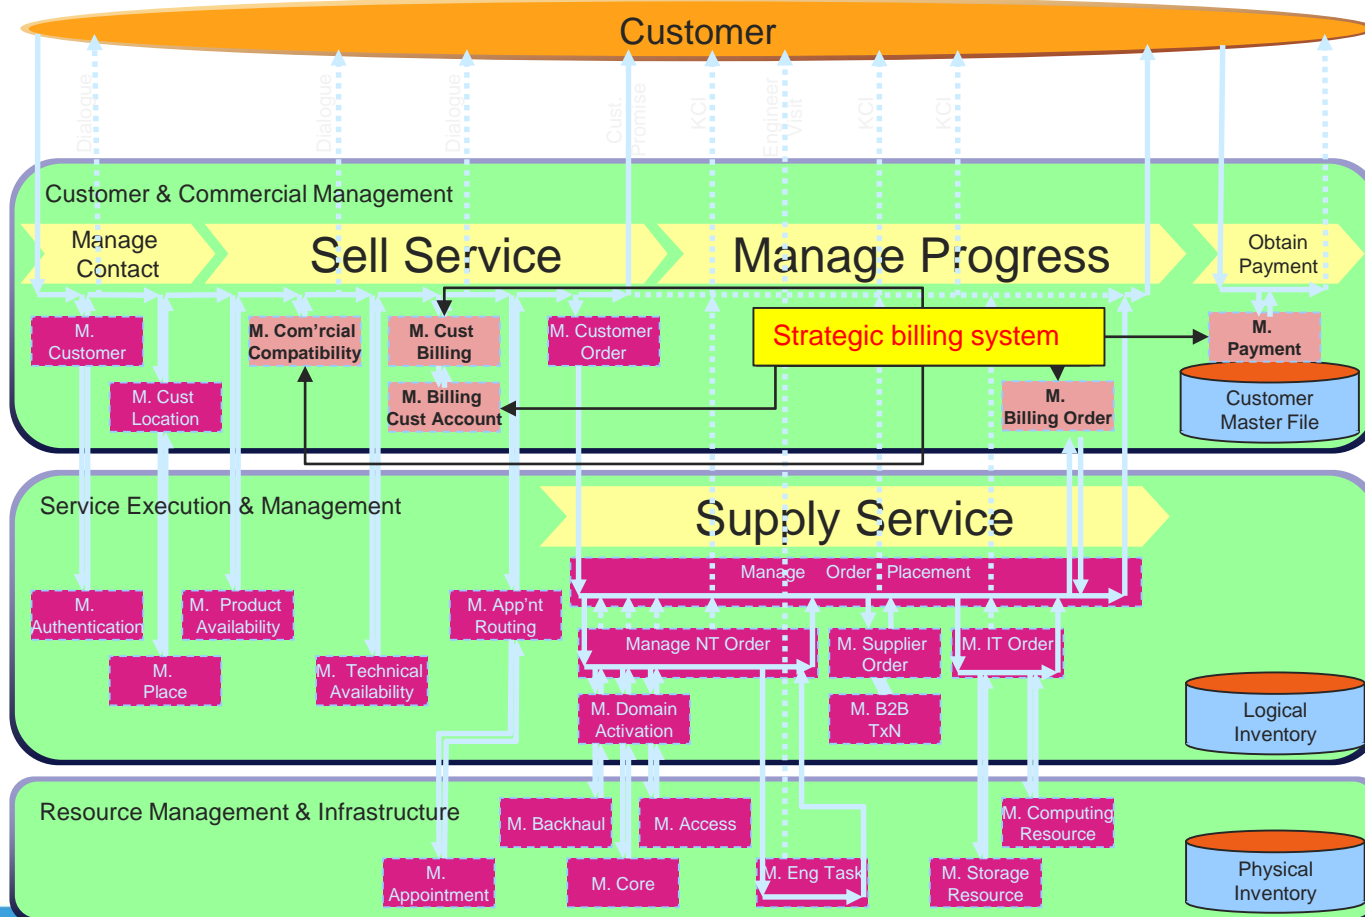 Customer
Dialogue
Dialogue
Dialogue
Cust.
Promise
KCI
Engineer
Visit
KCI
KCI
Customer & Commercial Management
Manage
Contact
Sell Service
Manage Progress
Obtain
Payment
M.
Customer
M. Com'rcial
Compatibility
M. Cust
Billing
M. Customer
Order
Strategic billing system
M.
Payment
M. Cust
Location
M. Billing
Cust Account
M.
Billing Order
Customer
Master File
Service Execution & Management
Supply Service
Manage Order Placement
M.
Authentication
M. Product
Availability
M. App'nt
Routing
Manage NT Order
M. Supplier
Order
M. IT Order
M.
Place
M. Technical
Availability
M. Domain
Activation
M. B2B
TxN
Logical
Inventory
Resource Management & Infrastructure
M. Backhaul
M. Access
M. Computing
Resource
M.
Appointment
M. Core
M. Eng Task
M. Storage
Resource
Physical
Inventory